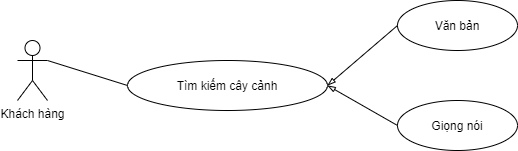 Văn bản
Tìm kiếm cây cảnh
Khách hàng
Giọng nói